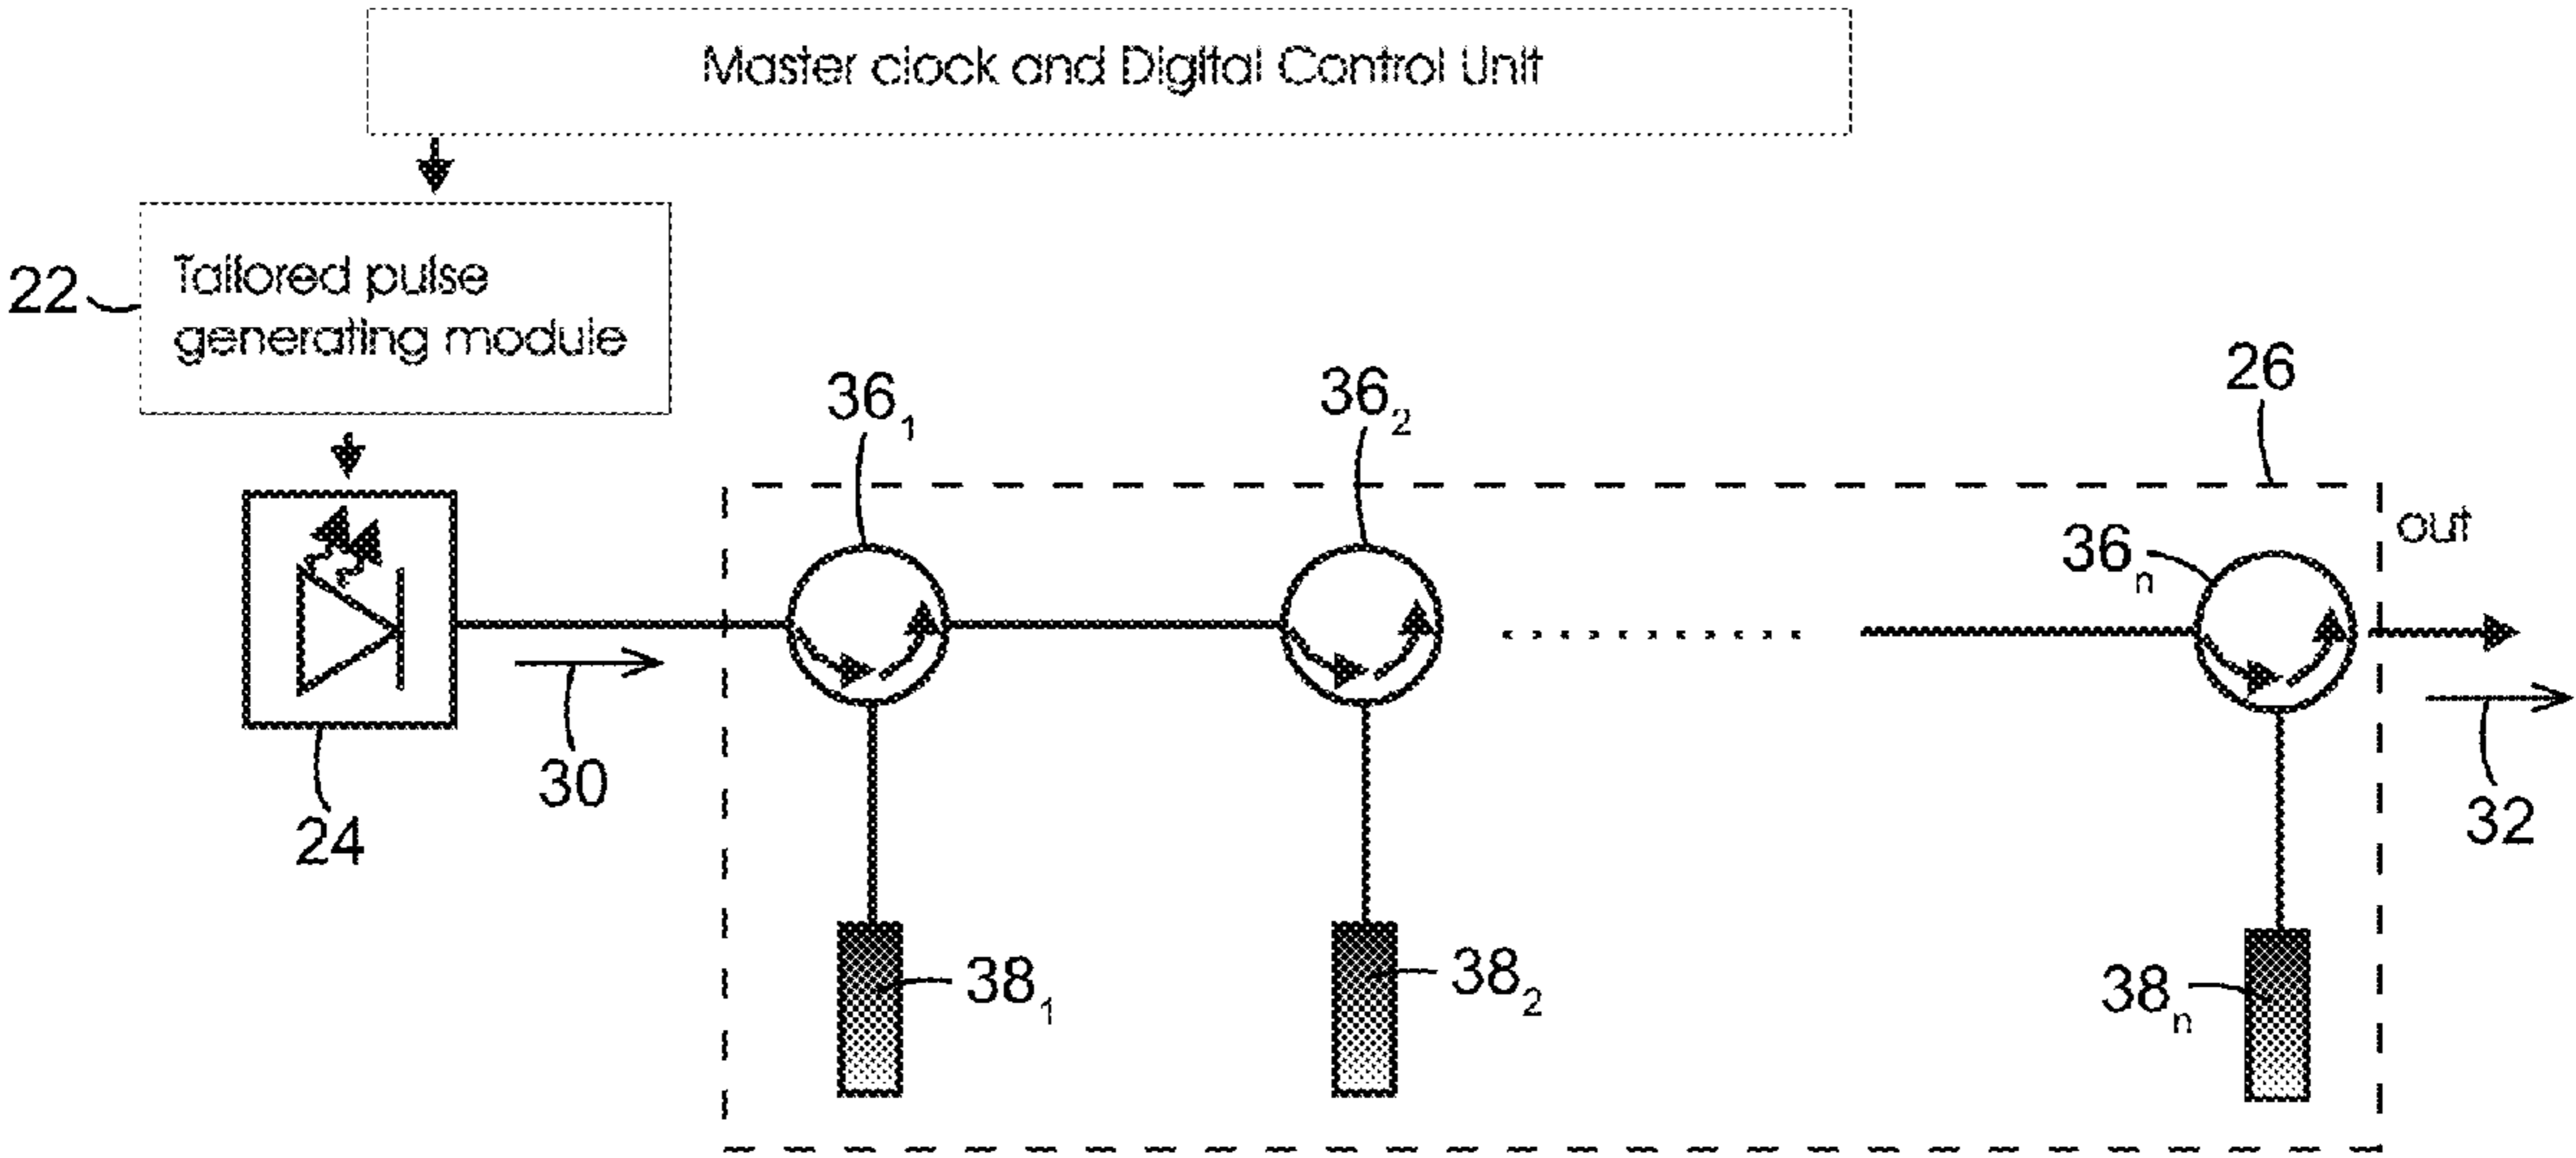 Master clock and Digital Control Unit
22
Tailored pulse
generating module
36₁
36₂
26
out
36ₙ
30
24
32
38₁
38₂
38ₙ